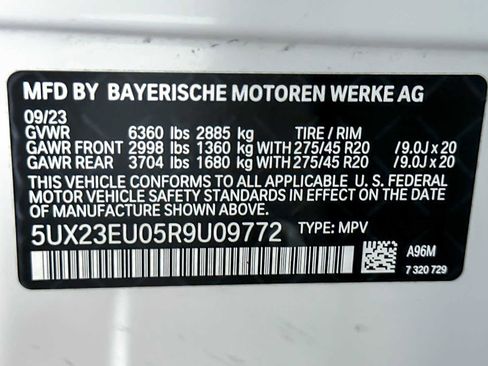 MFD BY BAYERISCHE MOTOREN WERKE AG
09/23
GVWR 6360 lbs 2885 kg TIRE / RIM
GAWR FRONT 2998 lbs 1360 kg WITH 275/45 R20 /9.0J x 20
GAWR REAR 3704 lbs 1680 kg WITH 275/45 R20 /9.0J x 20
THIS VEHICLE CONFORMS TO ALL APPLICABLE U. S. FEDERAL
MOTOR VEHICLE SAFETY STANDARDS IN EFFECT ON THE DATE
OF MANUFACTURE SHOWN ABOVE.
5UX23EU05R9U09772 TYPE: MPV
A96M
7 320 729